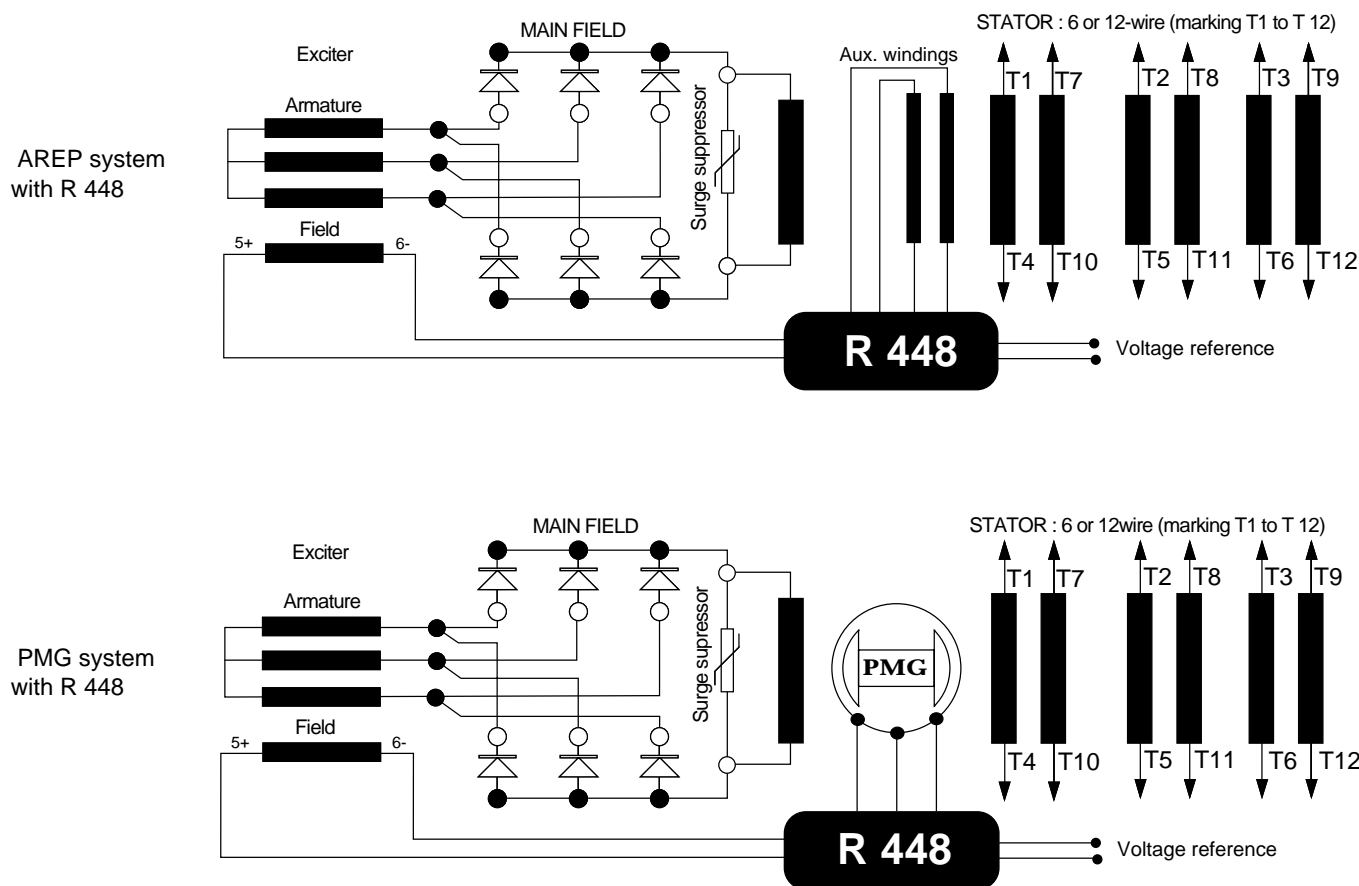 STATOR : 6 or 12-wire (marking T1 to T 12)
MAIN FIELD
Exciter
Aux. windings
Armature
Surge suppressor
AREP system
with R 448
Field
5+
6-
T1
T7
T2
T8
T3
T9
T4
T10
T5
T11
T6
T12
R 448
Voltage reference
STATOR : 6 or 12wire (marking T1 to T 12)
MAIN FIELD
Exciter
Armature
Surge supressor
PMG system
with R 448
PMG
Field
5+
6-
T1
T7
T2
T8
T3
T9
T4
T10
T5
T11
T6
T12
R 448
Voltage reference